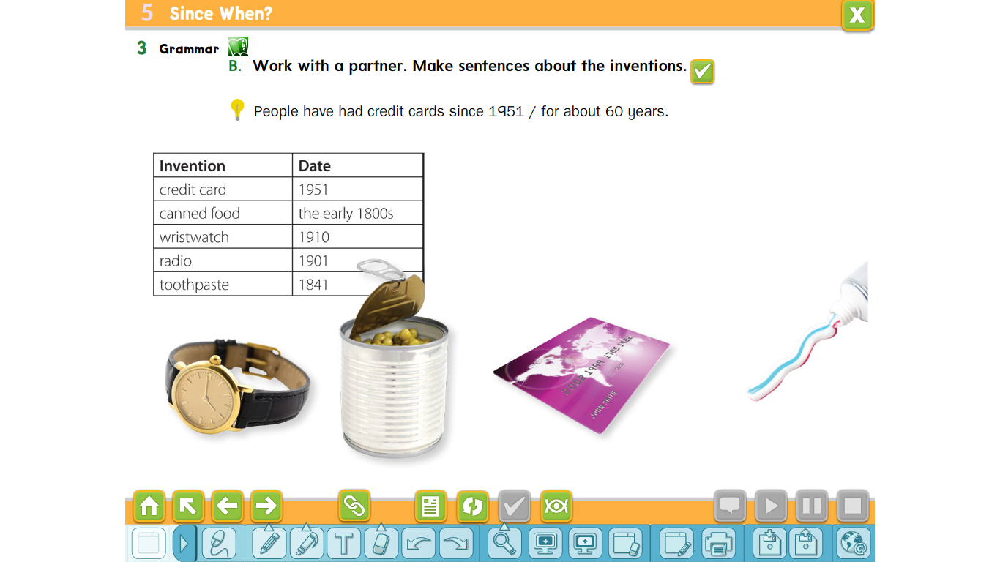 5 Since When?
X
3 Grammar
B. Work with a partner. Make sentences about the inventions.
People have had credit cards since 1951 / for about 60 years.
Invention Date
credit card 1951
canned food the early 1800s
wristwatch 1910
radio 1901
toothpaste 1841
JOHN SMITH
T
@